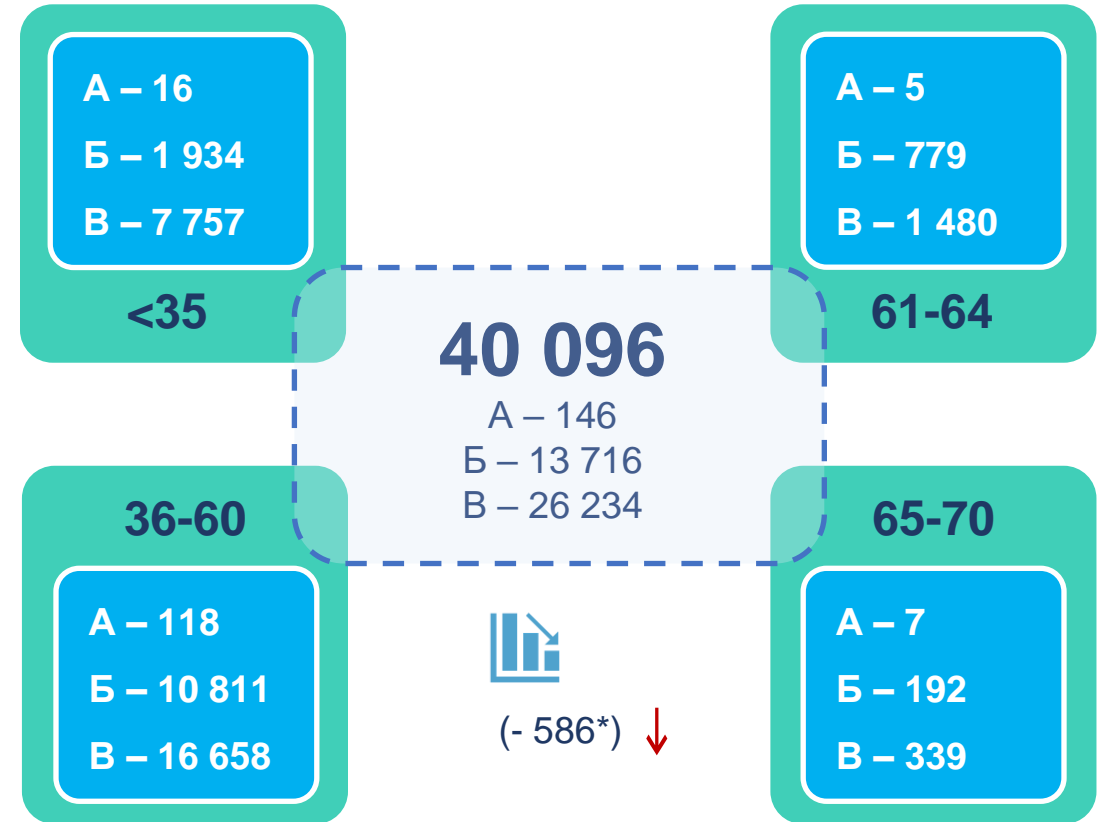 А – 16
Б – 1 934
В – 7 757
<35
А – 5
Б – 779
В – 1 480
61-64
40 096
А – 146
Б – 13 716
В – 26 234
36-60
А – 118
Б – 10 811
В – 16 658
65-70
А – 7
Б – 192
В – 339
(- 586*)